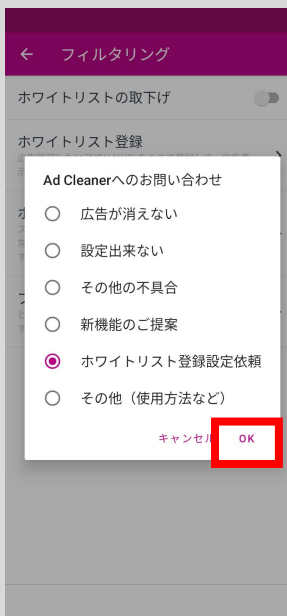 フィルタリング
ホワイトリストの取下げ
ホワイトリスト登録
Ad Cleanerへのお問い合わせ
広告が消えない
設定出来ない
その他の不具合
新機能のご提案
ホワイトリスト登録設定依頼
その他（使用方法など）
キャンセル OK